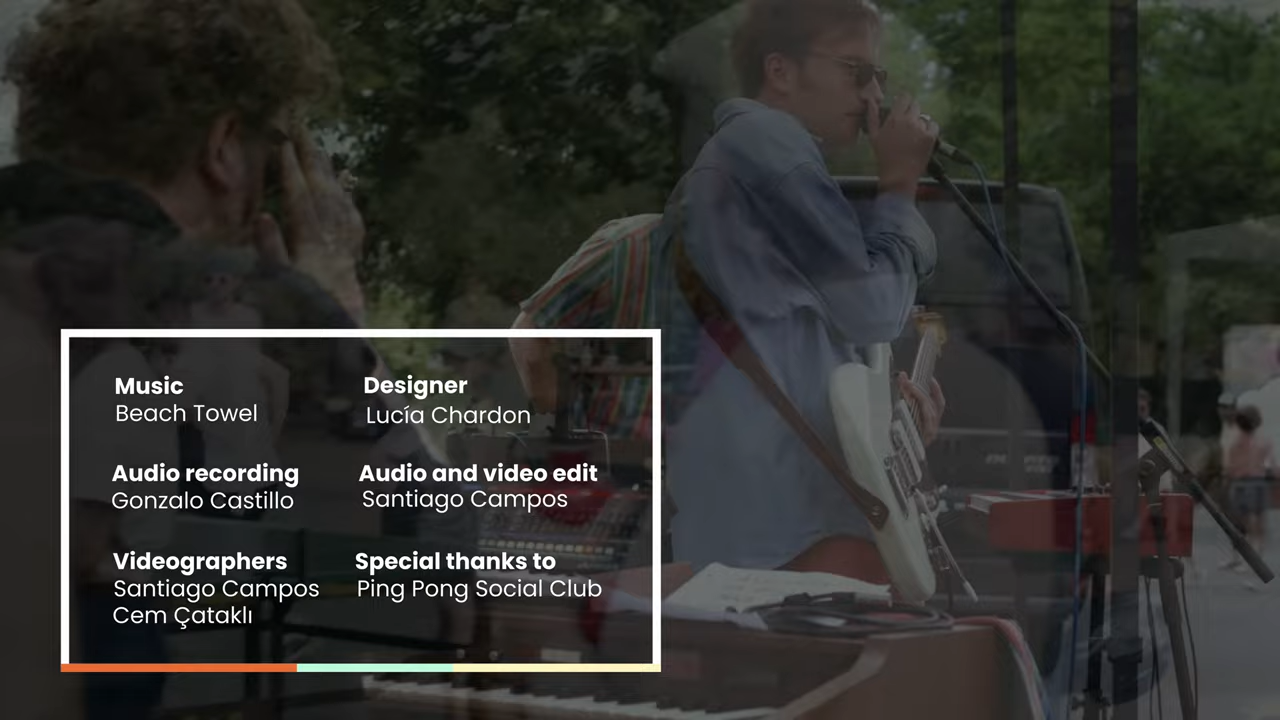 Music
Beach Towel
Designer
Lucía Chardon
Audio recording
Gonzalo Castillo
Audio and video edit
Santiago Campos
Videographers
Santiago Campos
Cem Çataklı
Special thanks to
Ping Pong Social Club